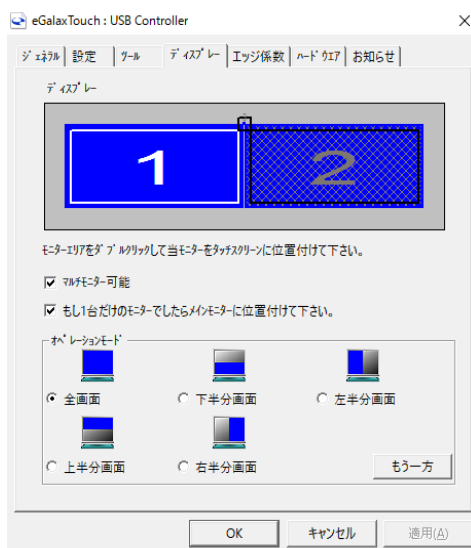 eGalaxTouch : USB Controller
ジェネラル 設定 ツール ディスプレー エッジ係数 ハードウエア お知らせ
ディスプレー
1 2
モニターエリアをダブルクリックして当モニターをタッチスクリーンに位置付けて下さい。
マルチモニター可能
もし1台だけのモニターでしたらメインモニターに位置付けて下さい。
オペレーションモード
全画面 下半分画面 左半分画面
上半分画面 右半分画面 もう一方
OK キャンセル 適用(A)